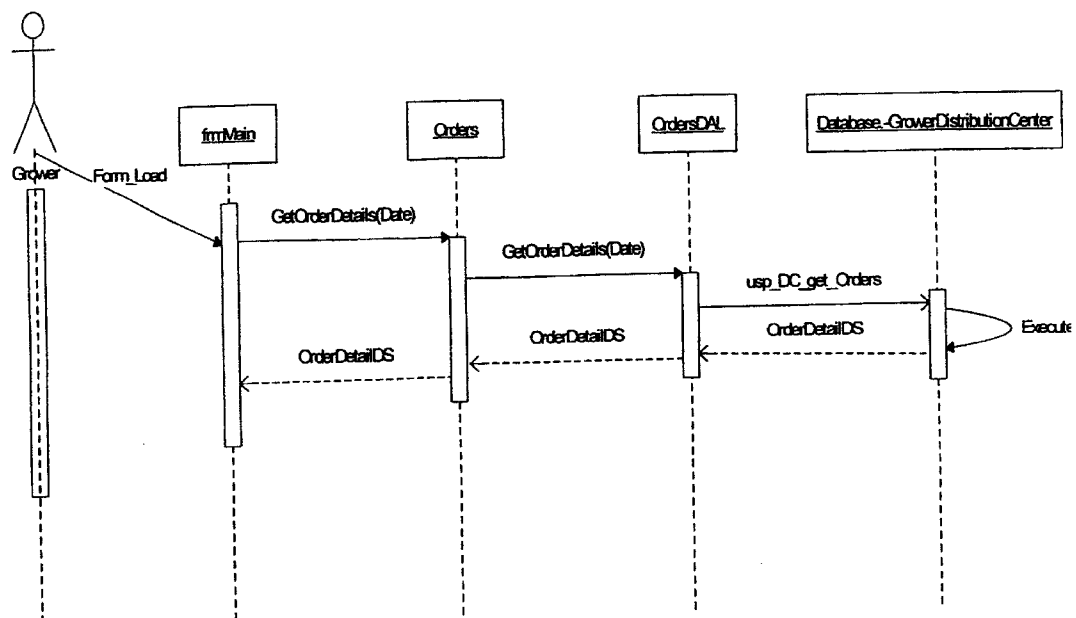 frmMain
Orders
OrdersDAL
Database.-GrowerDistributionCenter
Grower
Form_Load
GetOrderDetails(Date)
GetOrderDetails(Date)
usp_DC_get_Orders
Execute
OrderDetailDS
OrderDetailDS
OrderDetailDS